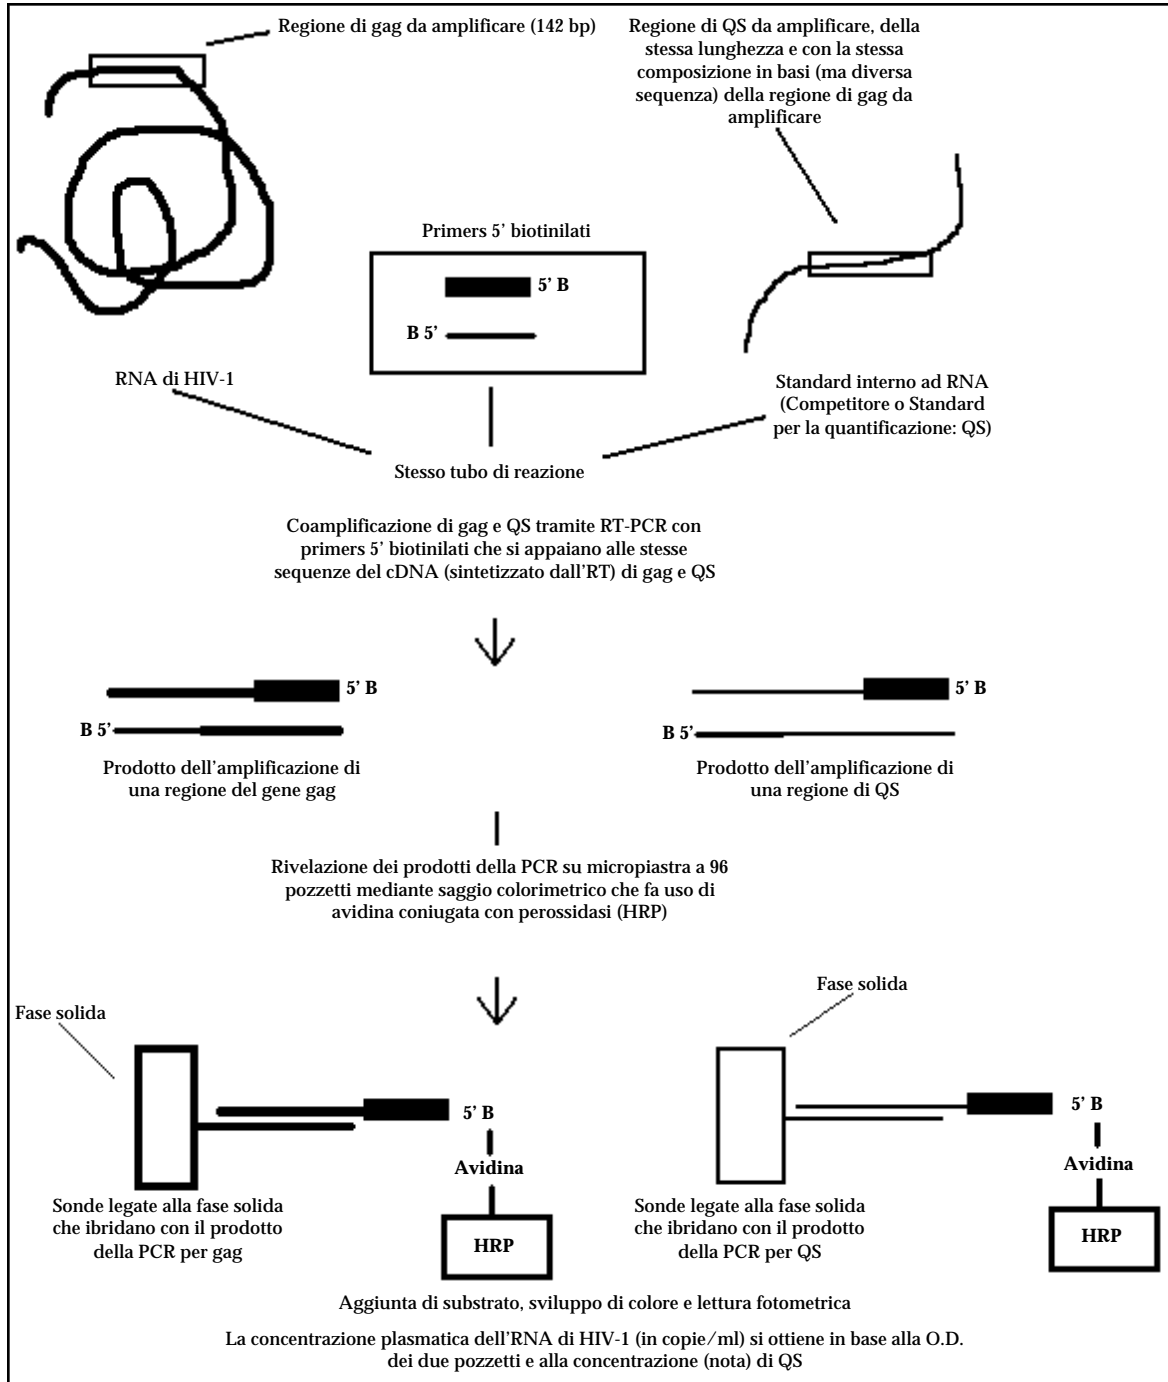 Regione di gag da amplificare (142 bp)
Regione di QS da amplificare, della
stessa lunghezza e con la stessa
composizione in basi (ma diversa
sequenza) della regione di gag da
amplificare
Primers 5' biotinilati
5' B
B 5'
RNA di HIV-1
Standard interno ad RNA
(Competitore o Standard
per la quantificazione: QS)
Stesso tubo di reazione
Coamplificazione di gag e QS tramite RT-PCR con
primers 5' biotinilati che si appaiano alle stesse
sequenze del cDNA (sintetizzato dall'RT) di gag e QS
5' B
B 5'
Prodotto dell'amplificazione di
una regione del gene gag
5' B
B 5'
Prodotto dell'amplificazione di
una regione di QS
Rivelazione dei prodotti della PCR su micropiastra a 96
pozzetti mediante saggio colorimetrico che fa uso di
avidina coniugata con perossidasi (HRP)
Fase solida
5' B
Avidina
HRP
Sonde legate alla fase solida
che ibridano con il prodotto
della PCR per gag
Fase solida
5' B
Avidina
HRP
Sonde legate alla fase solida
che ibridano con il prodotto
della PCR per QS
Aggiunta di substrato, sviluppo di colore e lettura fotometrica
La concentrazione plasmatica dell'RNA di HIV-1 (in copie/ml) si ottiene in base alla O.D.
dei due pozzetti e alla concentrazione (nota) di QS